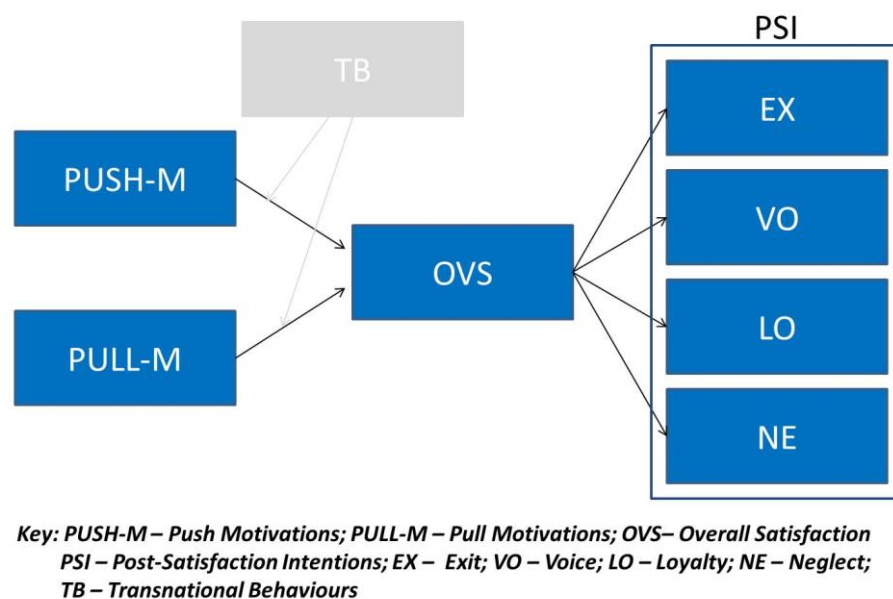 PSI
TB
EX
PUSH-M
VO
OVS
LO
PULL-M
NE
Key: PUSH-M – Push Motivations; PULL-M – Pull Motivations; OVS– Overall Satisfaction
PSI – Post-Satisfaction Intentions; EX – Exit; VO – Voice; LO – Loyalty; NE – Neglect;
TB – Transnational Behaviours